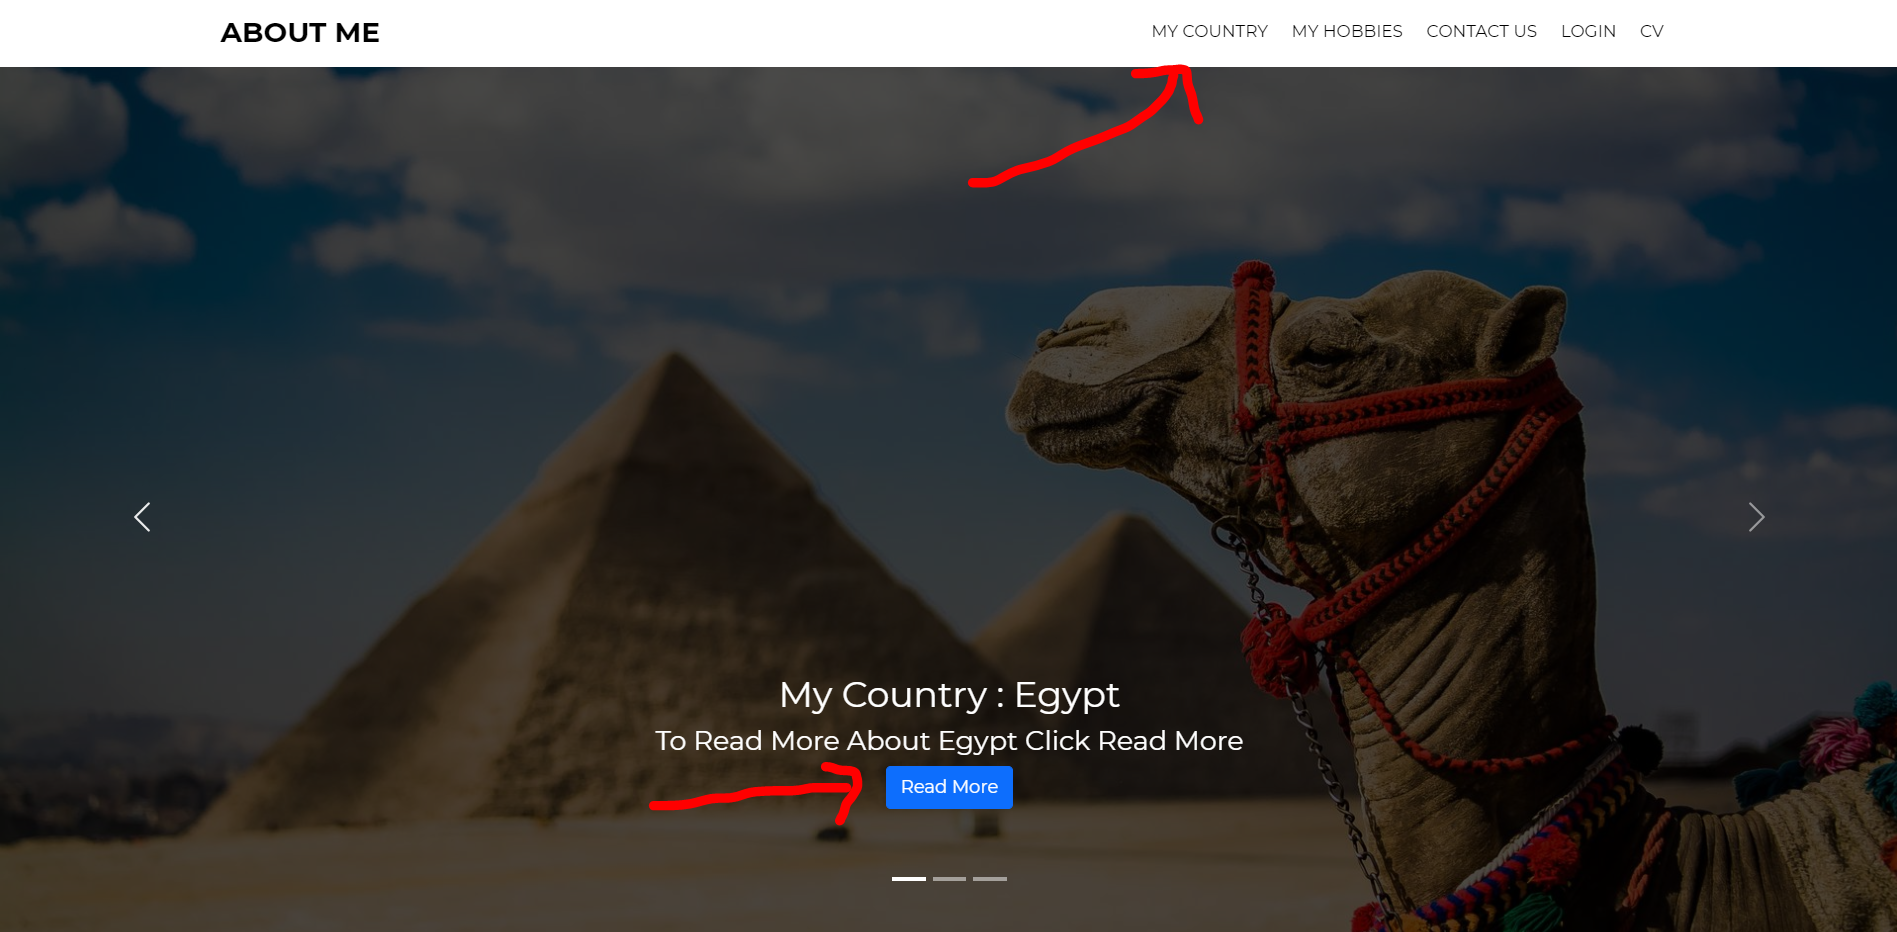 ABOUT ME
MY COUNTRY MY HOBBIES CONTACT US LOGIN CV
My Country : Egypt
To Read More About Egypt Click Read More
Read More